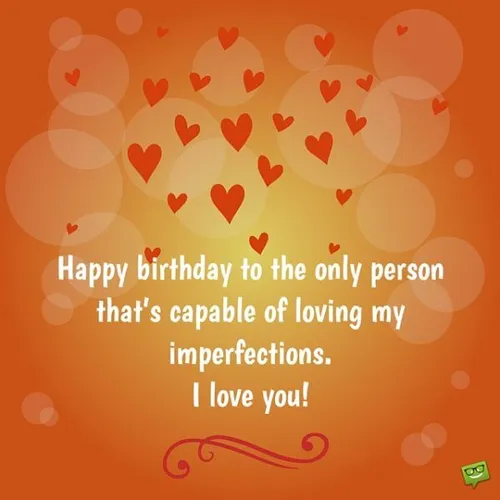 Happy birthday to the only person
that's capable of loving my
imperfections.
I love you!